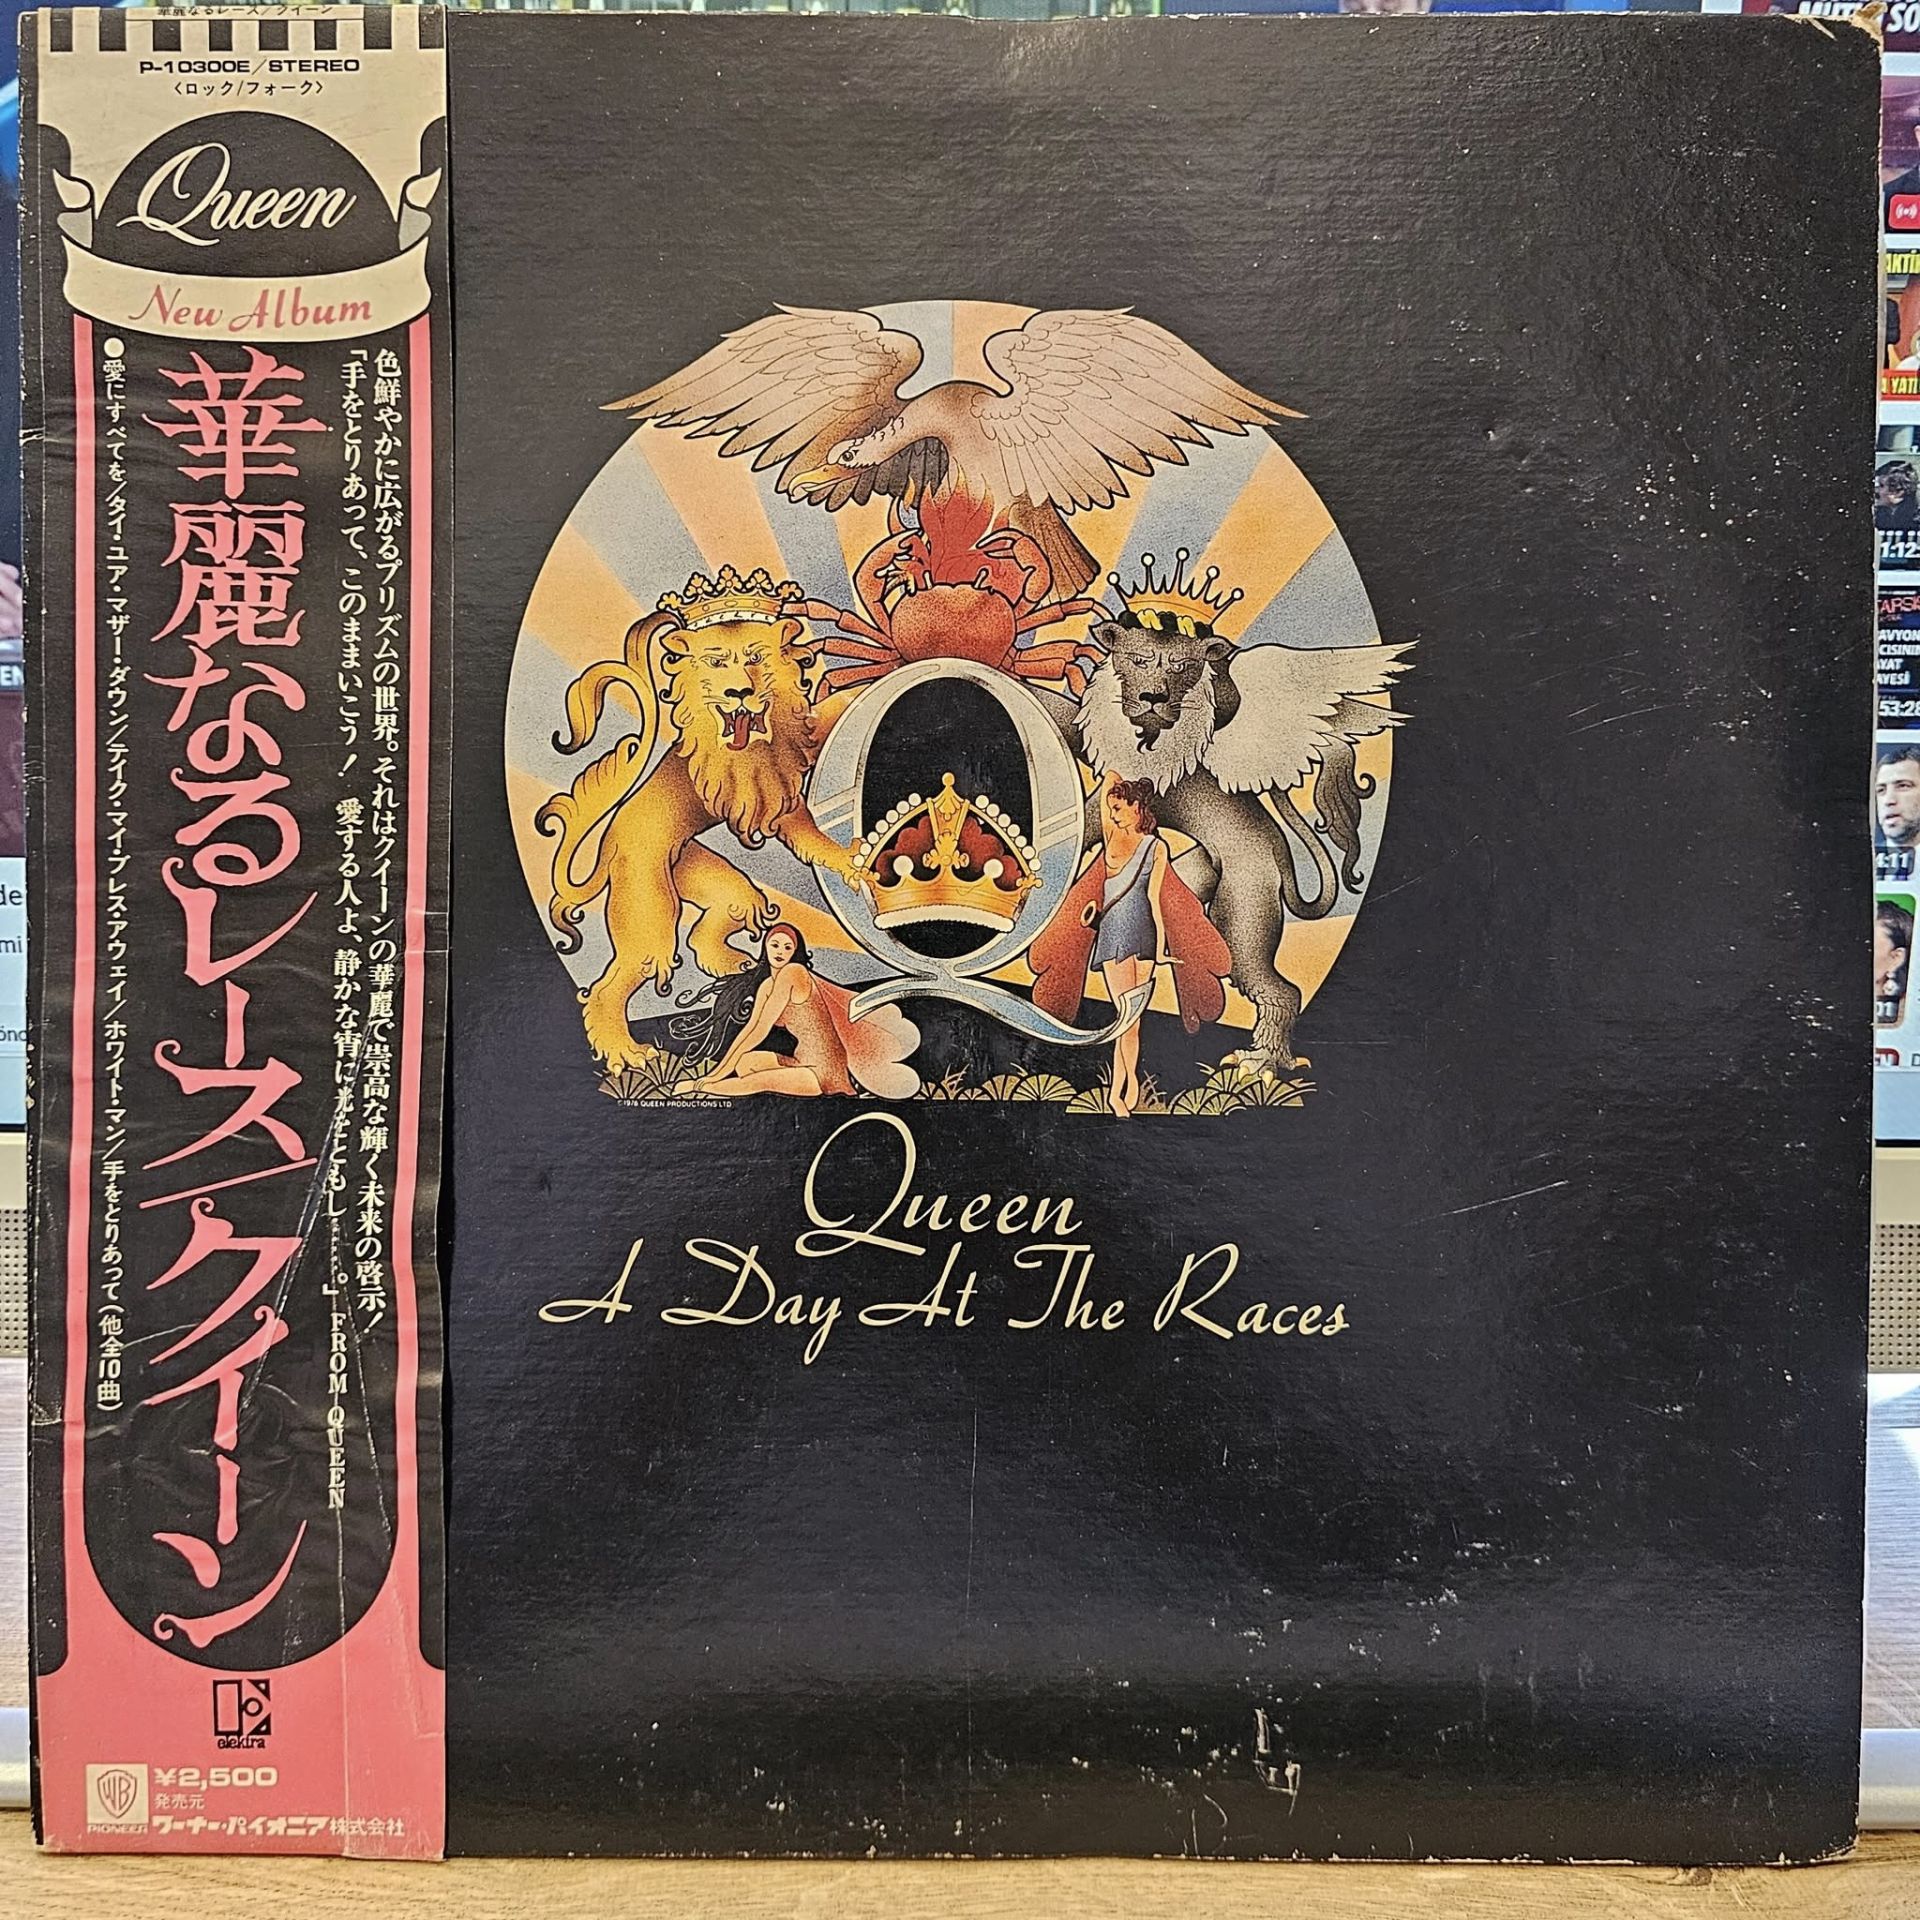 華麗なるレース/クイーン
P-10300E/STEREO
〈ロック/フォーク〉
Queen
New Album
色鮮やかに広がるプリズムの世界。それはクイーンの華麗で崇高な輝く未来の啓示!
「手をとりあって、このままいこう! 愛する人よ、静かな宵に光をともし……。」 FROM QUEEN
華麗なるレース/クイーン
●愛にすべてを/タイ・ユア・マザー・ダウン/テイク・マイ・ブレス・アウェイ/ホワイト・マン/手をとりあって(他全10曲)
elektra
WB
PIONEER
¥2,500
発売元
ワーナー・パイオニア株式会社
©1976 QUEEN PRODUCTIONS LTD
Queen
A Day At The Races
1:12
53:28
4:11